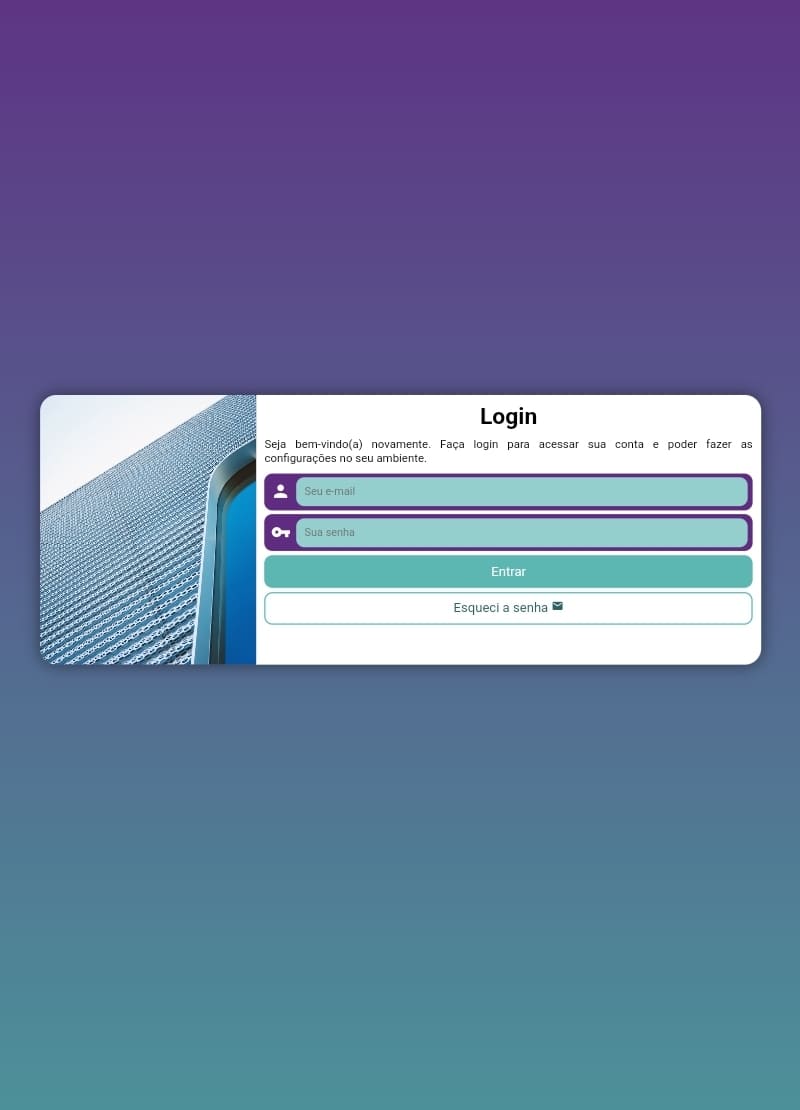 Login
Seja bem-vindo(a) novamente. Faça login para acessar sua conta e poder fazer as
configurações no seu ambiente.
Seu e-mail
Sua senha
Entrar
Esqueci a senha